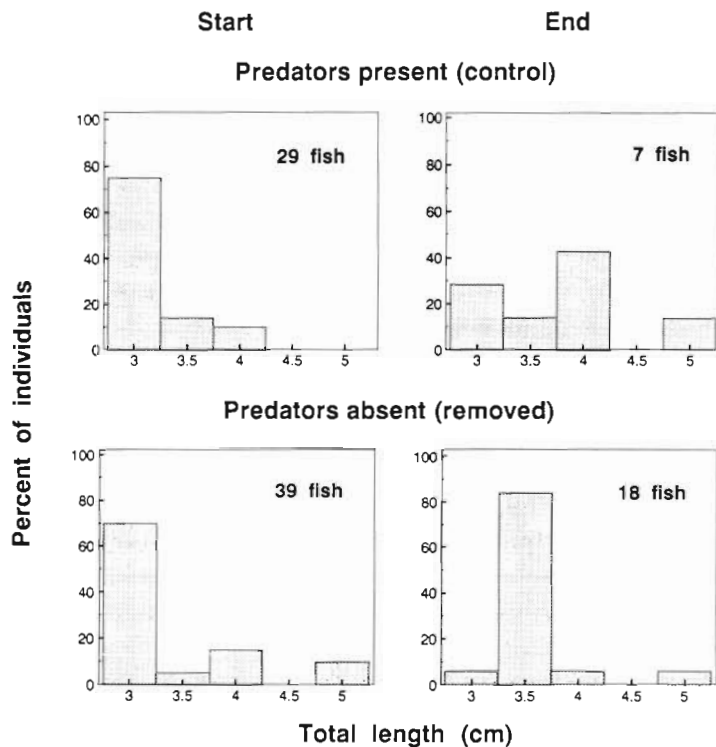 Start End
Predators present (control)
100 100
29 fish 7 fish
80 80
60 60
40 40
20 20
0 0
3 3.5 4 4.5 5 3 3.5 4 4.5 5
Percent of individuals
Predators absent (removed)
100 100
39 fish 18 fish
80 80
60 60
40 40
20 20
0 0
3 3.5 4 4.5 5 3 3.5 4 4.5 5
Total length (cm)